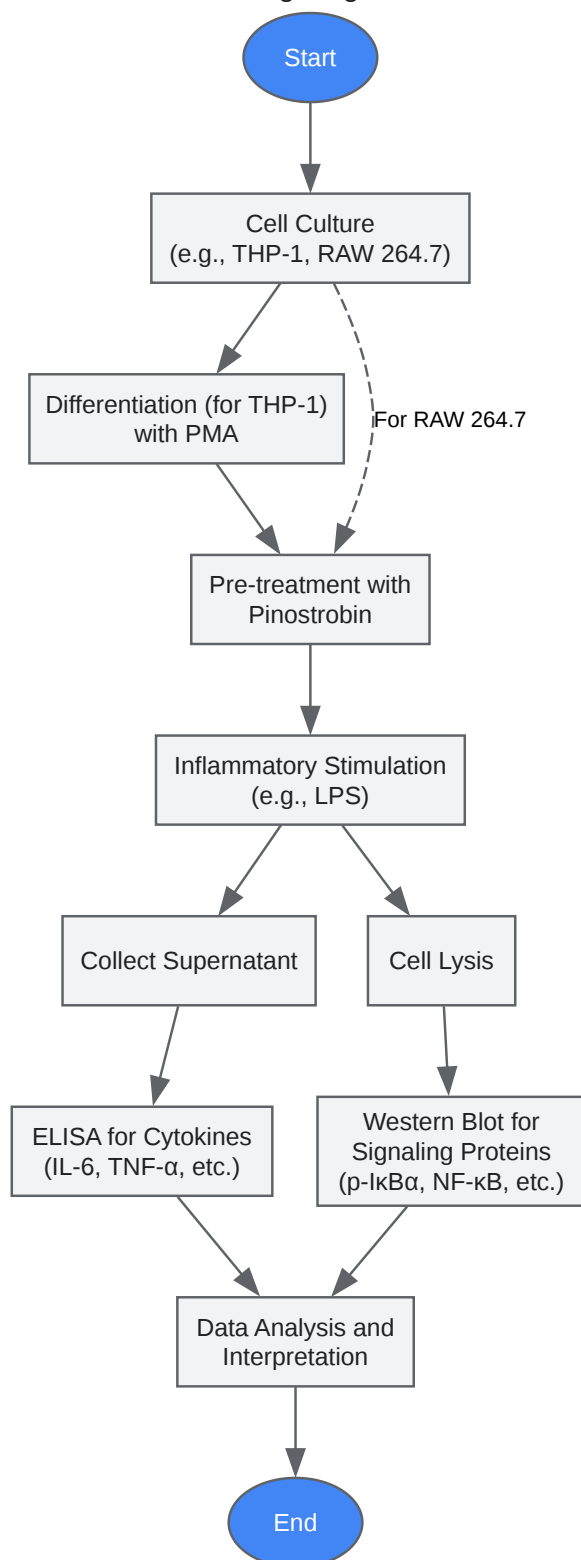 Start
Cell Culture
(e.g., THP-1, RAW 264.7)
Differentiation (for THP-1)
with PMA
For RAW 264.7
Pre-treatment with
Pinostrobin
Inflammatory Stimulation
(e.g., LPS)
Collect Supernatant
Cell Lysis
ELISA for Cytokines
(IL-6, TNF-α, etc.)
Western Blot for
Signaling Proteins
(p-IκBα, NF-κB, etc.)
Data Analysis and
Interpretation
End